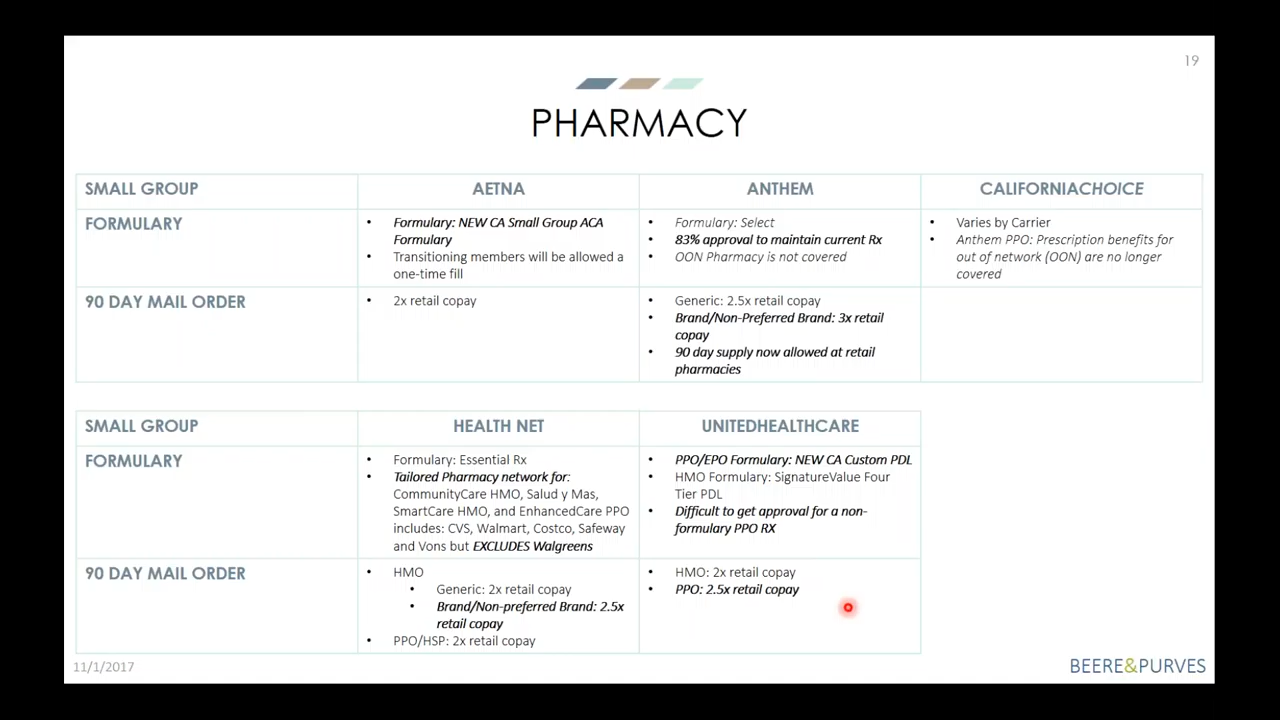 19
PHARMACY
SMALL GROUP
AETNA
ANTHEM
CALIFORNIACHOICE
FORMULARY
• Formulary: NEW CA Small Group ACA
Formulary
• Transitioning members will be allowed a
one-time fill
• Formulary: Select
• 83% approval to maintain current Rx
• OON Pharmacy is not covered
• Varies by Carrier
• Anthem PPO: Prescription benefits for
out of network (OON) are no longer
covered
90 DAY MAIL ORDER
• 2x retail copay
• Generic: 2.5x retail copay
• Brand/Non-Preferred Brand: 3x retail
copay
• 90 day supply now allowed at retail
pharmacies
SMALL GROUP
HEALTH NET
UNITEDHEALTHCARE
FORMULARY
• Formulary: Essential Rx
• Tailored Pharmacy network for:
CommunityCare HMO, Salud y Mas,
SmartCare HMO, and EnhancedCare PPO
includes: CVS, Walmart, Costco, Safeway
and Vons but EXCLUDES Walgreens
• PPO/EPO Formulary: NEW CA Custom PDL
• HMO Formulary: SignatureValue Four
Tier PDL
• Difficult to get approval for a non-
formulary PPO RX
90 DAY MAIL ORDER
• HMO
• Generic: 2x retail copay
• Brand/Non-preferred Brand: 2.5x
retail copay
• PPO/HSP: 2x retail copay
• HMO: 2x retail copay
• PPO: 2.5x retail copay
11/1/2017
BEERE&PURVES